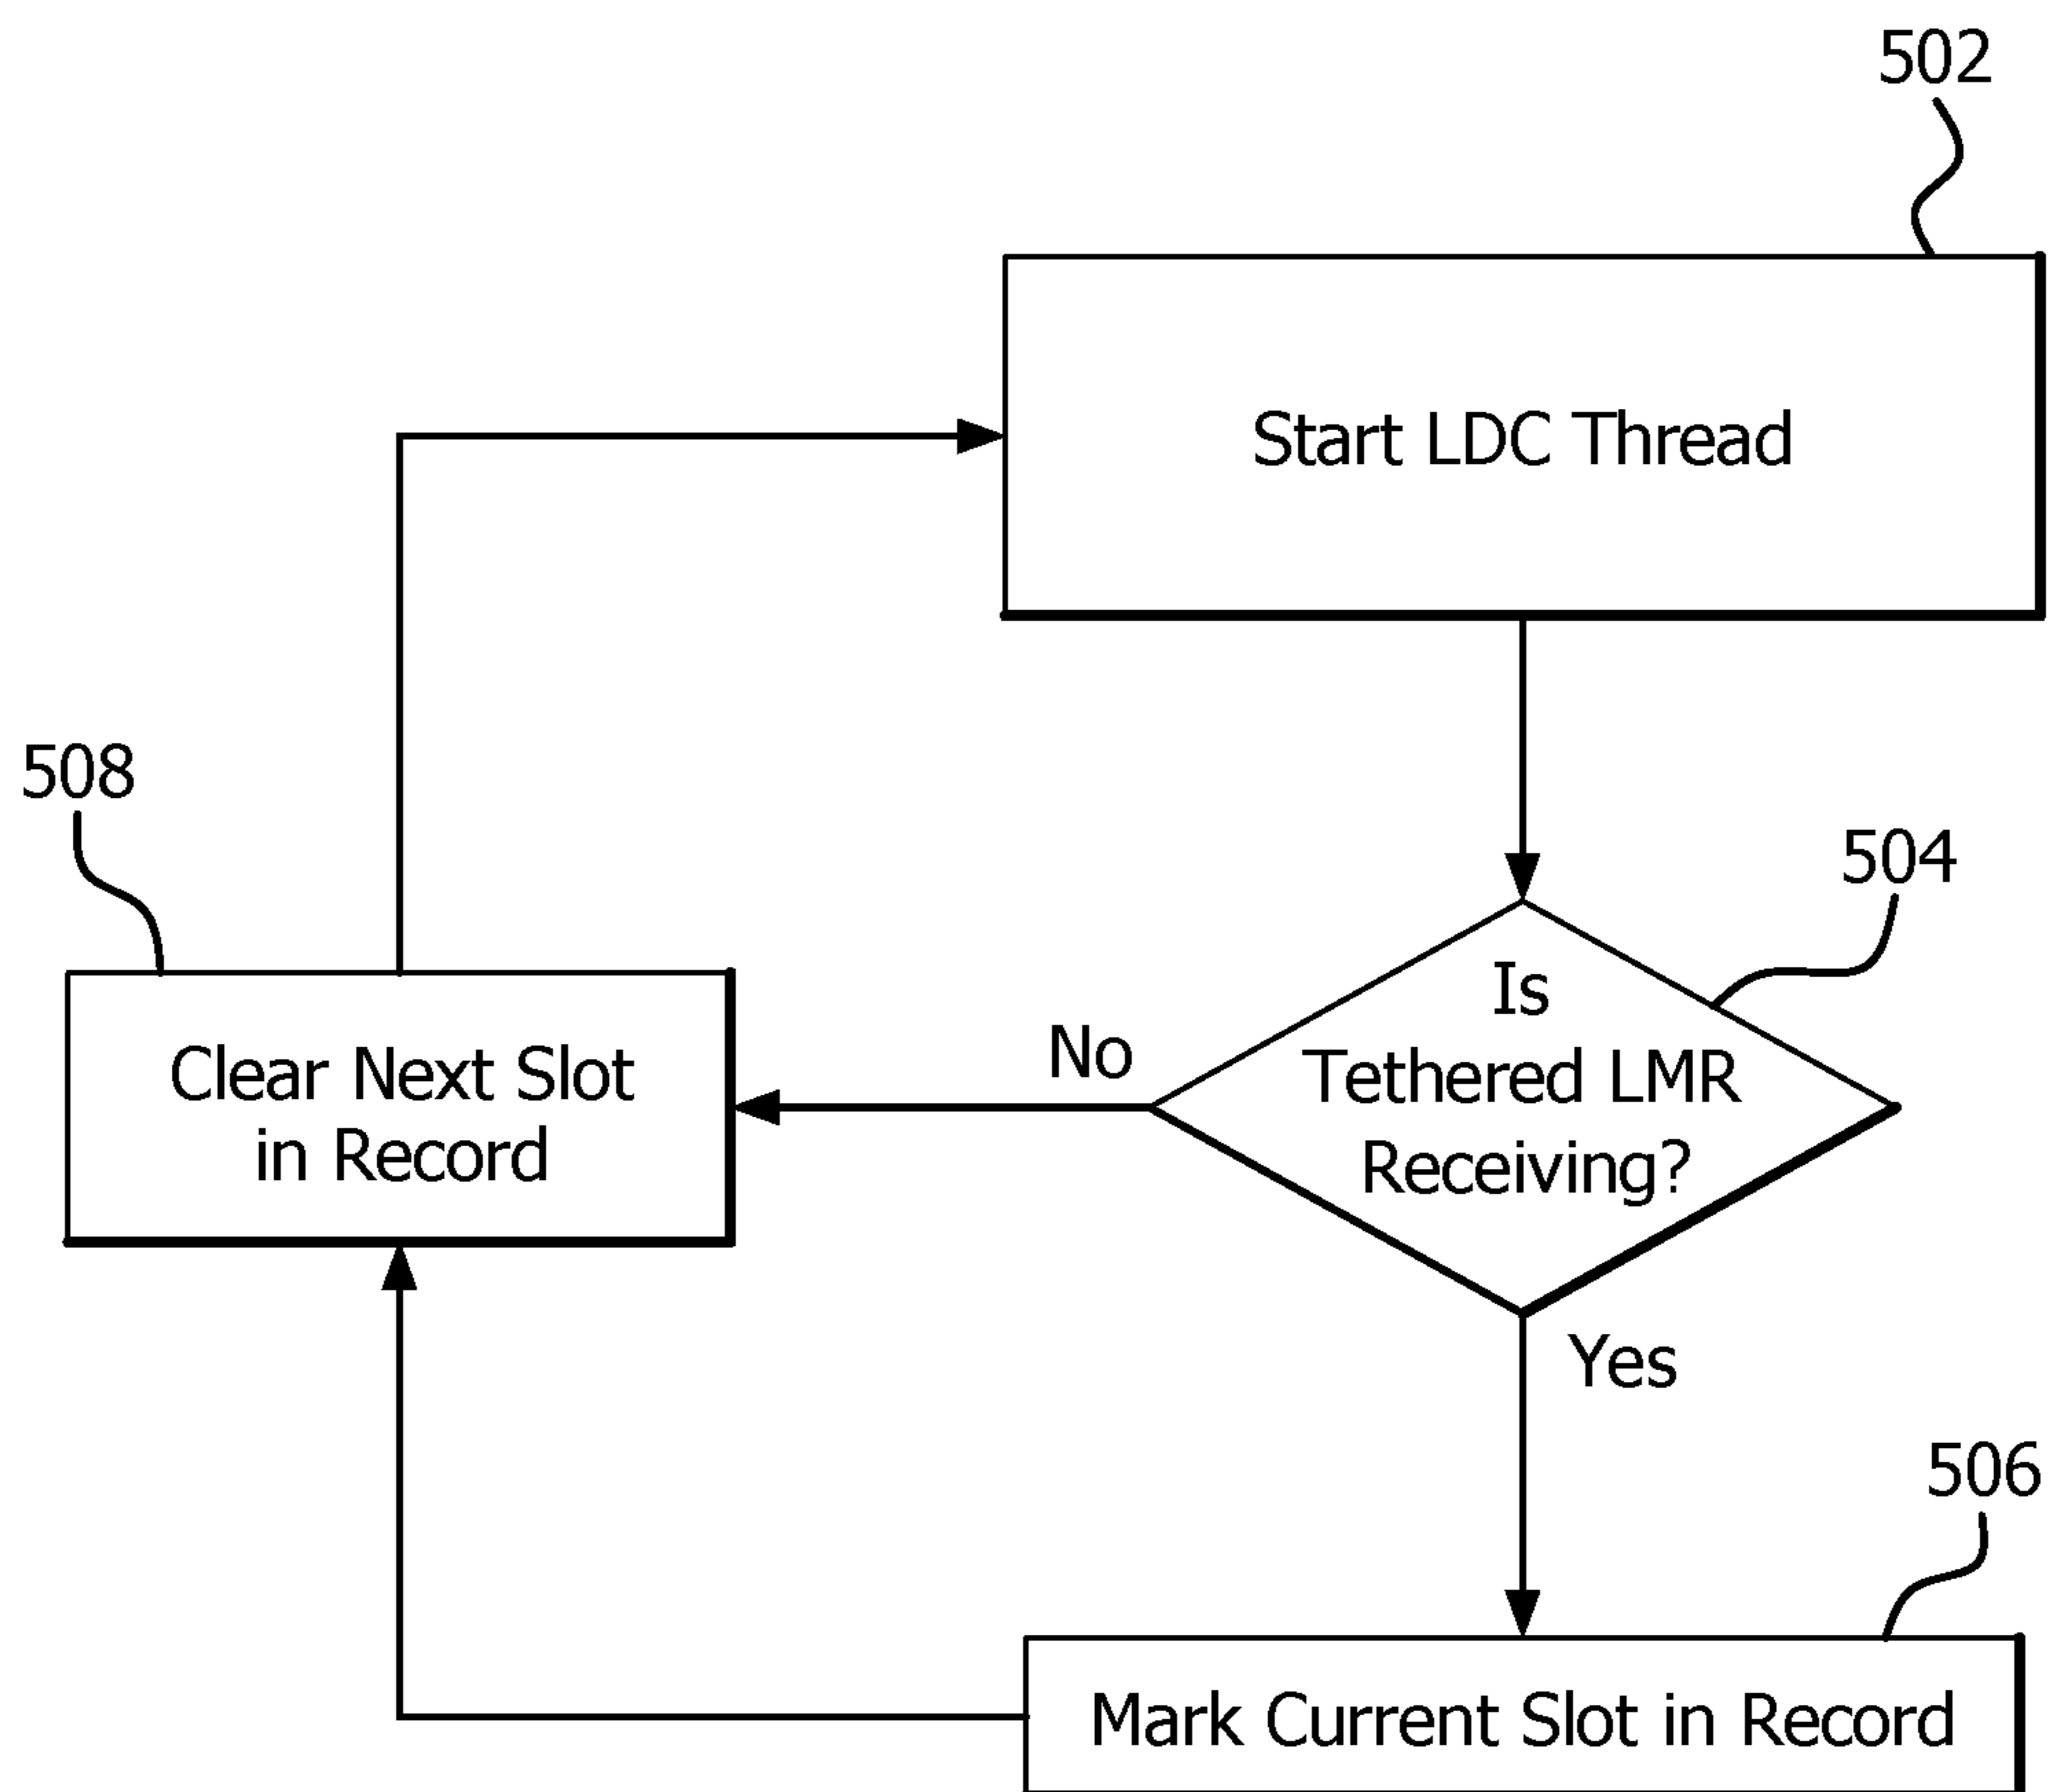 502
Start LDC Thread
508
504
Is
Tethered LMR
Receiving?
No
Clear Next Slot
in Record
Yes
506
Mark Current Slot in Record